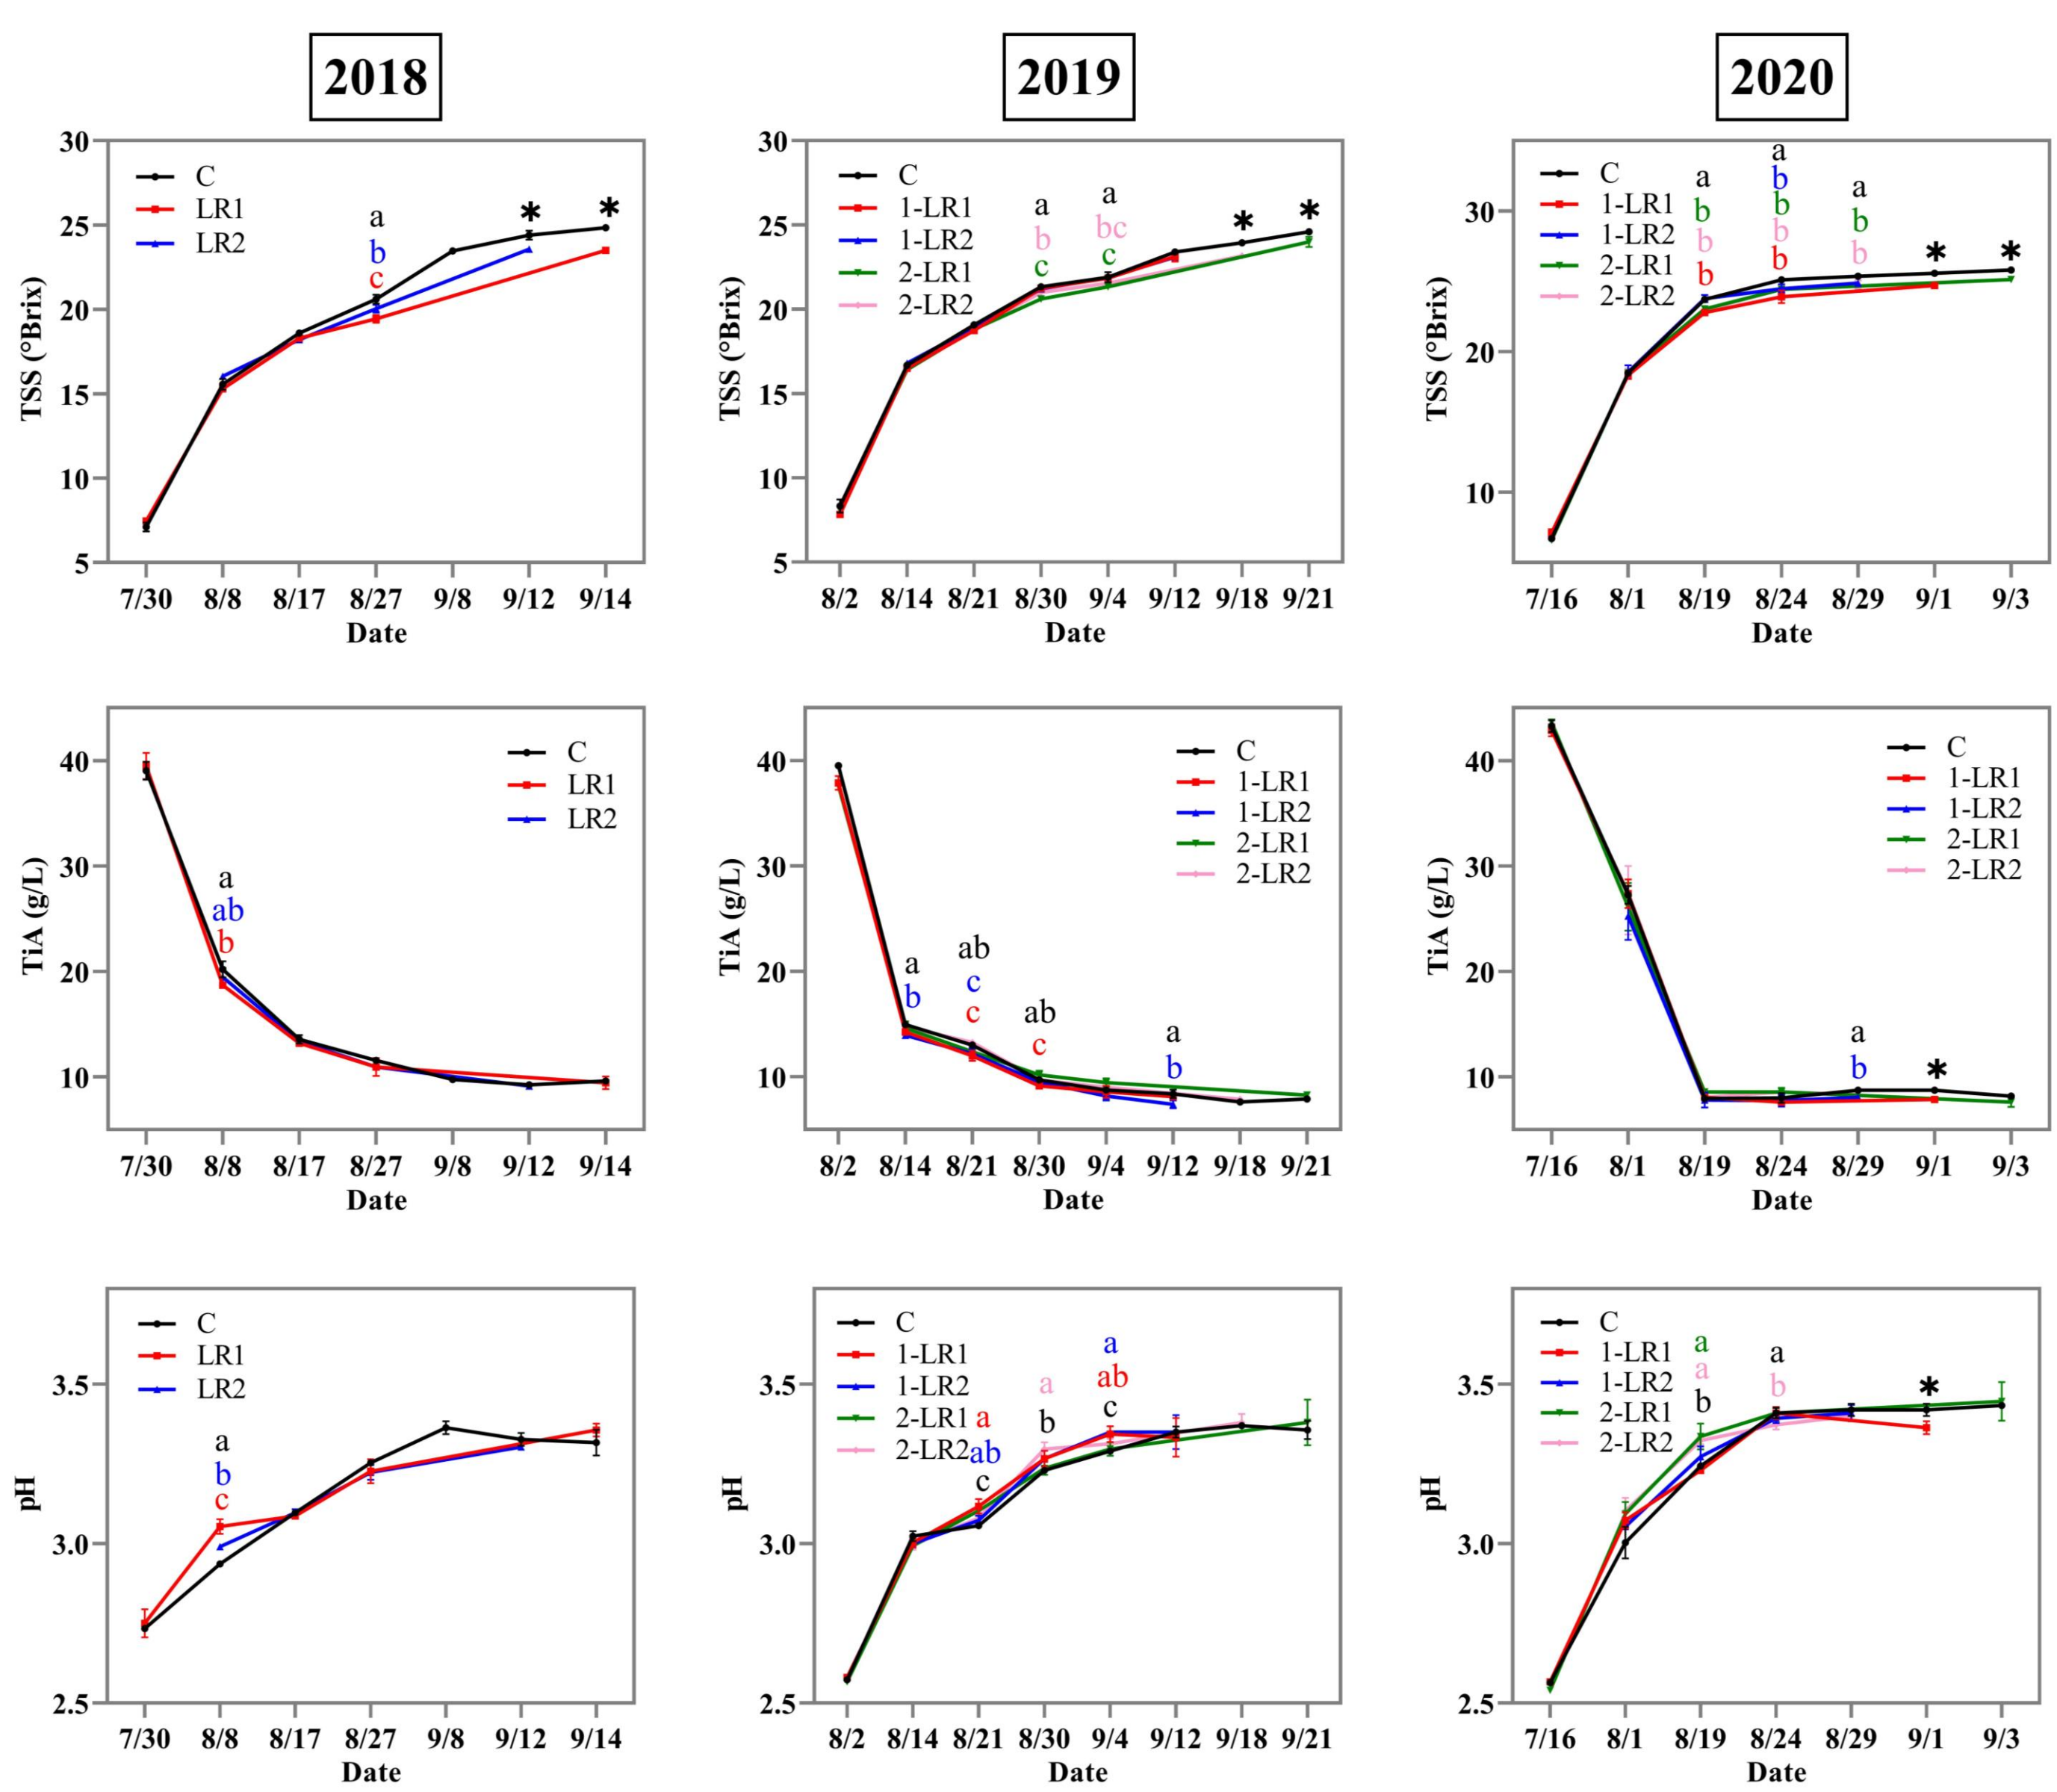 2018
2019
2020
30
25
20
15
10
5
TSS (°Brix)
C
LR1
LR2
a
b
c
*
*
7/30 8/8 8/17 8/27 9/8 9/12 9/14
Date
30
25
20
15
10
5
TSS (°Brix)
C
1-LR1
1-LR2
2-LR1
2-LR2
a
b
c
a
bc
c
*
*
8/2 8/14 8/21 8/30 9/4 9/12 9/18 9/21
Date
30
20
10
TSS (°Brix)
C
1-LR1
1-LR2
2-LR1
2-LR2
a
b
b
b
a
b
b
b
b
a
b
b
*
*
7/16 8/1 8/19 8/24 8/29 9/1 9/3
Date
40
30
20
10
TiA (g/L)
C
LR1
LR2
a
ab
b
7/30 8/8 8/17 8/27 9/8 9/12 9/14
Date
40
30
20
10
TiA (g/L)
C
1-LR1
1-LR2
2-LR1
2-LR2
a
b
ab
c
c
ab
c
a
b
8/2 8/14 8/21 8/30 9/4 9/12 9/18 9/21
Date
40
30
20
10
TiA (g/L)
C
1-LR1
1-LR2
2-LR1
2-LR2
a
b
*
7/16 8/1 8/19 8/24 8/29 9/1 9/3
Date
3.5
3.0
2.5
pH
C
LR1
LR2
a
b
c
7/30 8/8 8/17 8/27 9/8 9/12 9/14
Date
3.5
3.0
2.5
pH
C
1-LR1
1-LR2
2-LR1
2-LR2
a
ab
c
a
b
a
ab
c
8/2 8/14 8/21 8/30 9/4 9/12 9/18 9/21
Date
3.5
3.0
2.5
pH
C
1-LR1
1-LR2
2-LR1
2-LR2
a
a
b
a
b
*
7/16 8/1 8/19 8/24 8/29 9/1 9/3
Date